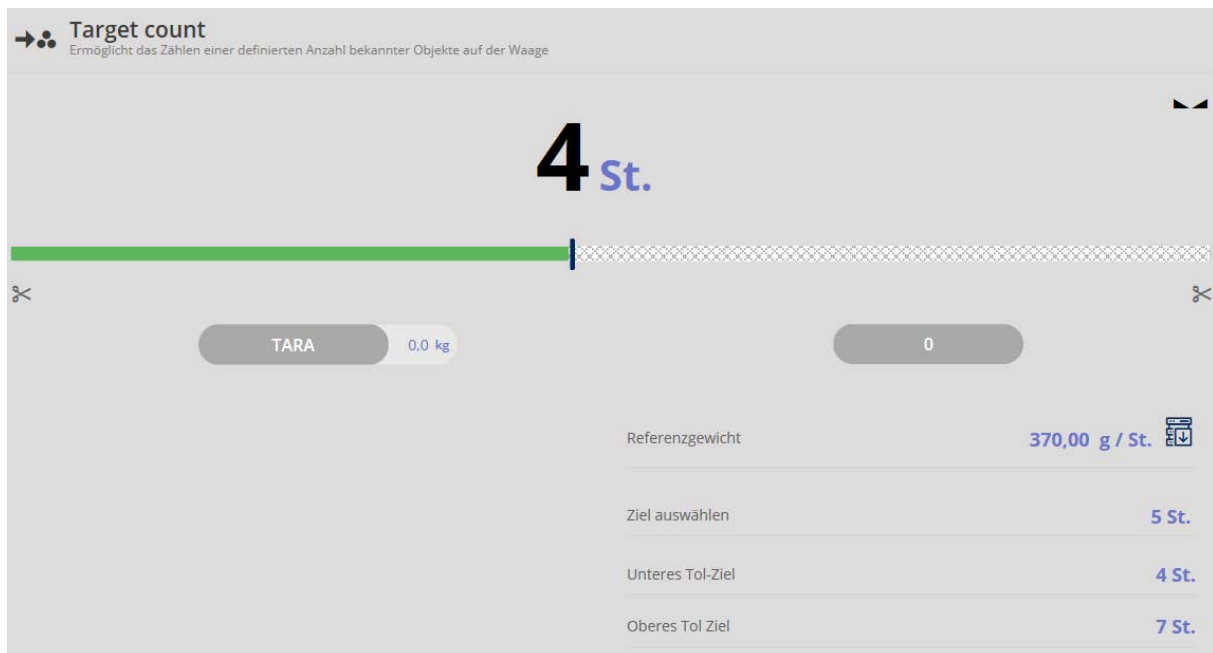 Target count
Ermöglicht das Zählen einer definierten Anzahl bekannter Objekte auf der Waage
4 St.
TARA 0,0 kg 0
Referenzgewicht 370,00 g / St.
Ziel auswählen 5 St.
Unteres Tol-Ziel 4 St.
Oberes Tol Ziel 7 St.